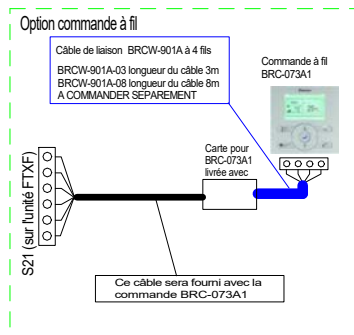 Option commande à fil
Câble de liaison BRCW-901A à 4 fils
BRCW-901A-03 longueur du câble 3m
BRCW-901A-08 longueur du câble 8m
A COMMANDER SEPAREMENT
Commande à fil
BRC-073A1
Carte pour
BRC-073A1
livrée avec
S21 (sur l'unité FTXF)
Ce câble sera fourni avec la
commande BRC-073A1